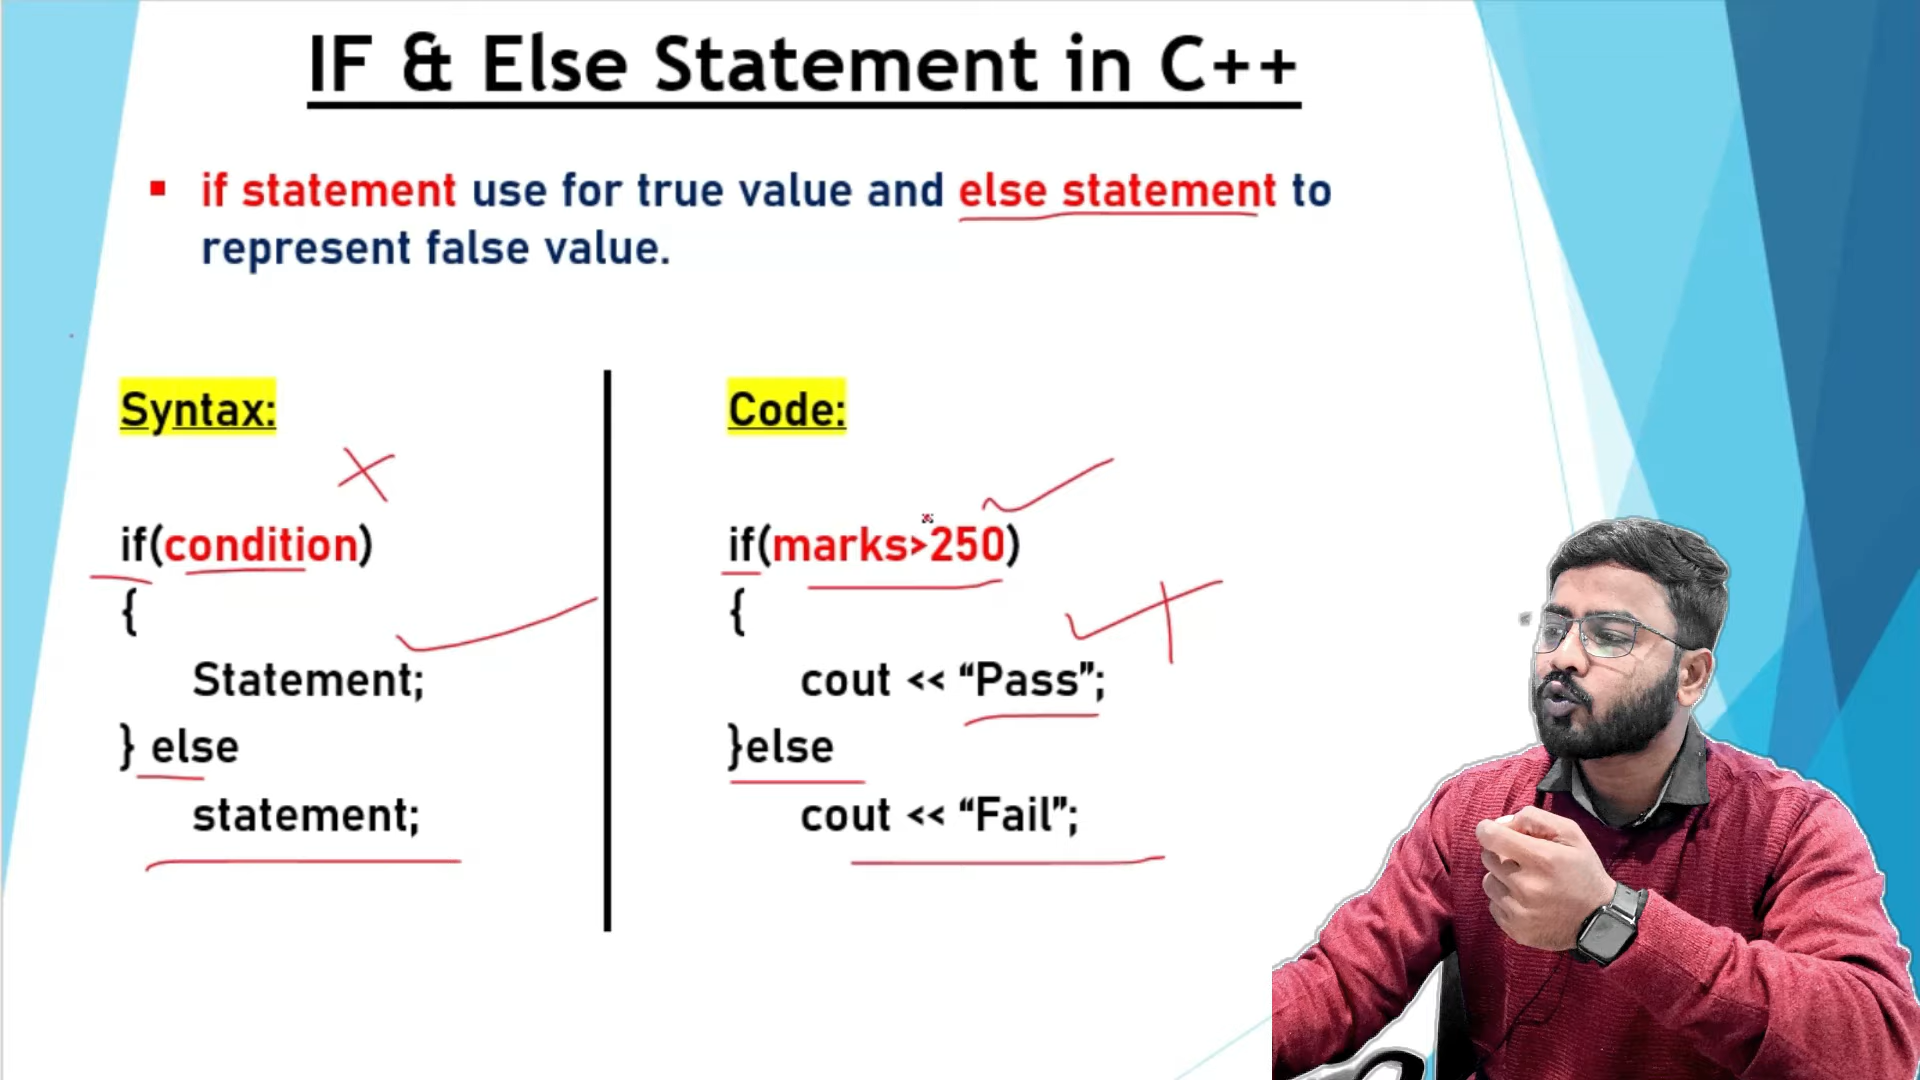 IF & Else Statement in C++
if statement use for true value and else statement to
represent false value.
Syntax:
if(condition)
{
Statement;
} else
statement;
Code:
if(marks>250)
{
cout << “Pass”;
}else
cout << “Fail”;